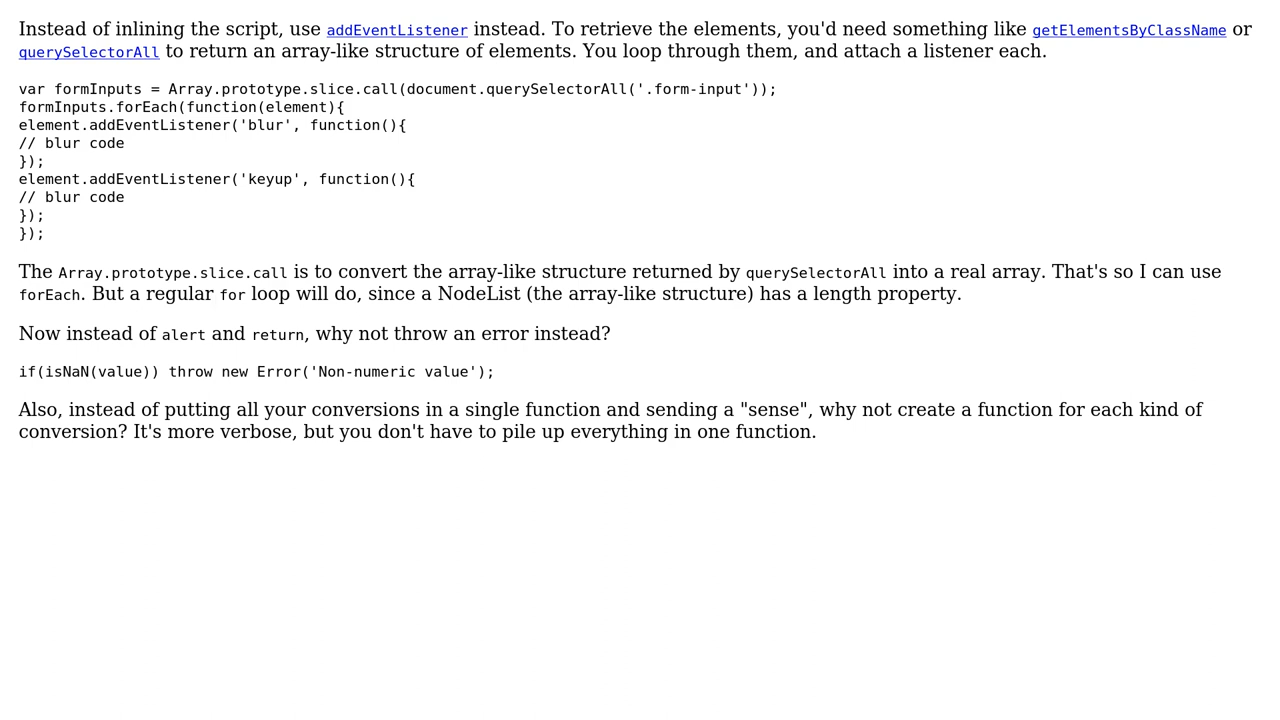 Instead of inlining the script, use addEventListener instead. To retrieve the elements, you'd need something like getElementsByClassName or
querySelectorAll to return an array-like structure of elements. You loop through them, and attach a listener each.
var formInputs = Array.prototype.slice.call(document.querySelectorAll('.form-input'));
formInputs.forEach(function(element){
element.addEventListener('blur', function(){
// blur code
});
element.addEventListener('keyup', function(){
// blur code
});
});
The Array.prototype.slice.call is to convert the array-like structure returned by querySelectorAll into a real array. That's so I can use
forEach. But a regular for loop will do, since a NodeList (the array-like structure) has a length property.
Now instead of alert and return, why not throw an error instead?
if(isNaN(value)) throw new Error('Non-numeric value');
Also, instead of putting all your conversions in a single function and sending a "sense", why not create a function for each kind of
conversion? It's more verbose, but you don't have to pile up everything in one function.